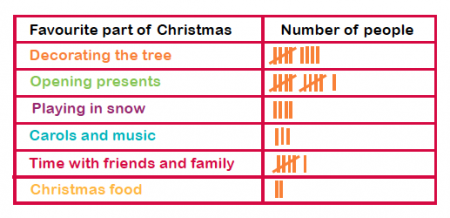 Favourite part of Christmas Number of people
Decorating the tree
Opening presents
Playing in snow
Carols and music
Time with friends and family
Christmas food